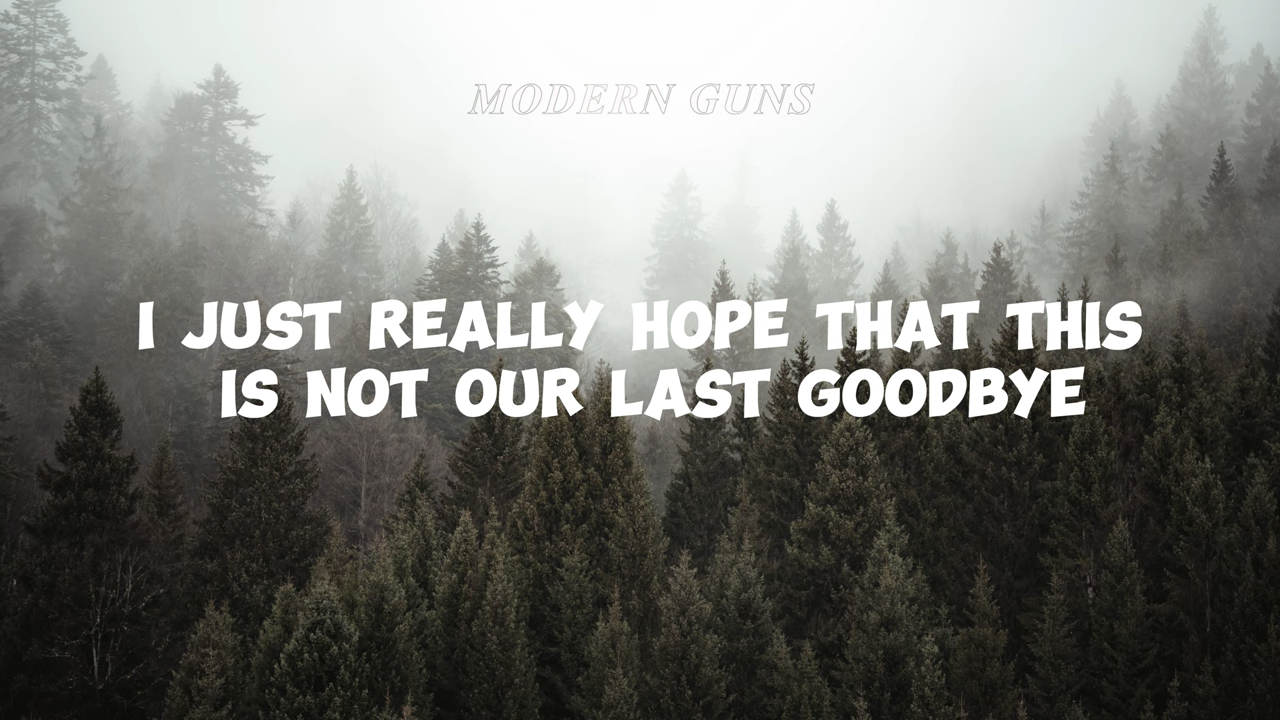 MODERN GUNS
I JUST REALLY HOPE THAT THIS
IS NOT OUR LAST GOODBYE